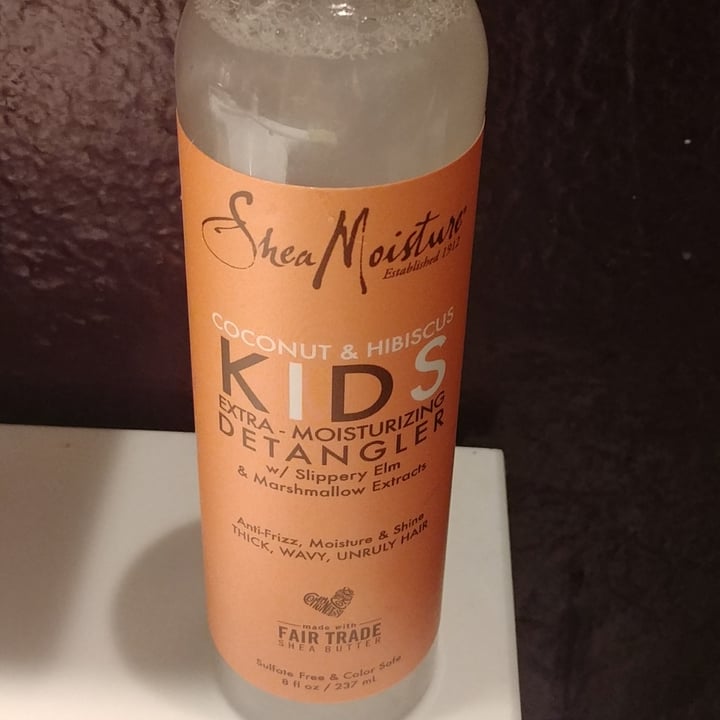 SheaMoisture
Established 1912
COCONUT & HIBISCUS
KIDS
EXTRA-MOISTURIZING
DETANGLER
w/ Slippery Elm
& Marshmallow Extracts
Anti-Frizz, Moisture & Shine
THICK, WAVY, UNRULY HAIR
made with
FAIR TRADE
SHEA BUTTER
Sulfate Free & Color Safe
8 fl oz / 237 mL